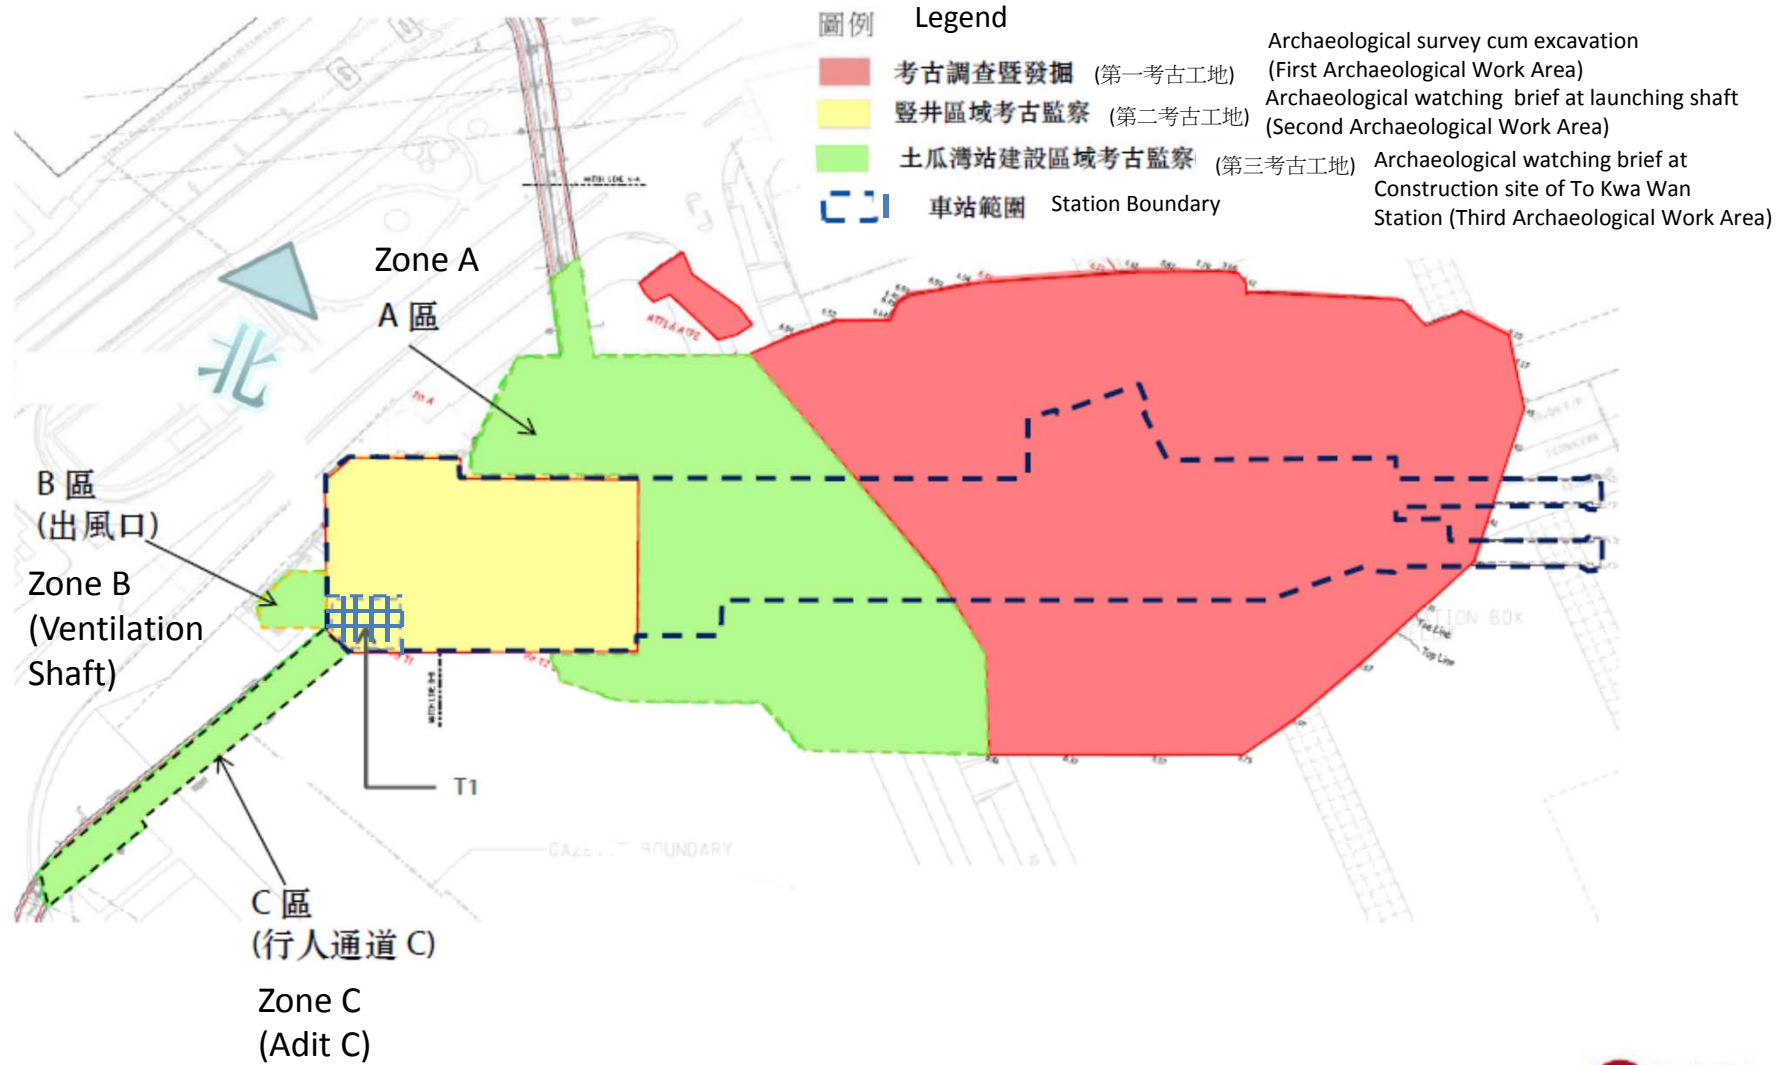 圖例 Legend
考古調查暨發掘 (第一考古工地)
Archaeological survey cum excavation
(First Archaeological Work Area)
豎井區域考古監察 (第二考古工地)
Archaeological watching brief at launching shaft
(Second Archaeological Work Area)
土瓜灣站建設區域考古監察 (第三考古工地)
Archaeological watching brief at
Construction site of To Kwa Wan
Station (Third Archaeological Work Area)
車站範圍 Station Boundary
Zone A
A 區
北
B 區
(出風口)
Zone B
(Ventilation
Shaft)
T1
C 區
(行人通道 C)
Zone C
(Adit C)
BOUNDARY
Toe Line
Top Line